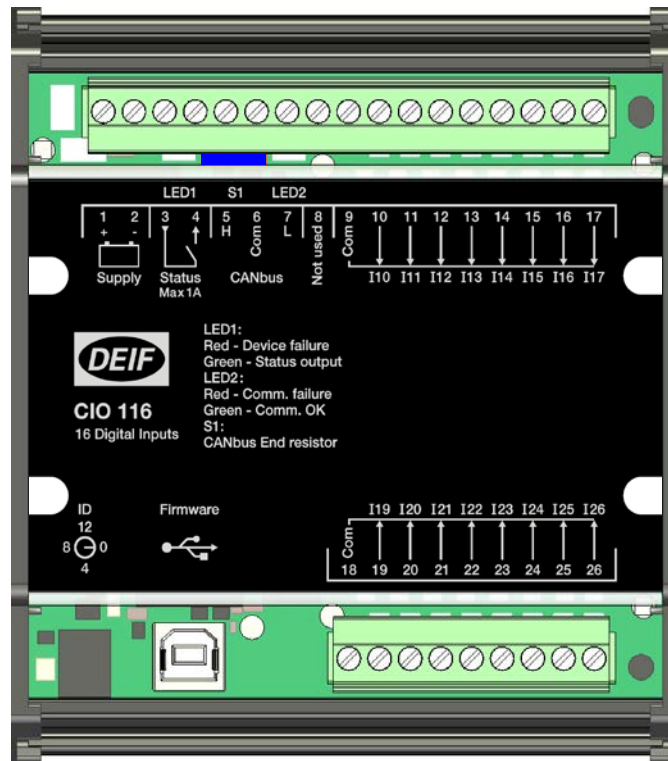 LED1 S1 LED2
1 2 3 4 5 6 7 8 9 10 11 12 13 14 15 16 17
+ - H Com L Not used Com
I10 I11 I12 I13 I14 I15 I16 I17
Supply Status CANbus
Max 1A
LED1:
Red - Device failure
Green - Status output
LED2:
Red - Comm. failure
Green - Comm. OK
S1:
CANbus End resistor
DEIF
CIO 116
16 Digital Inputs
ID
12
8 0
4
Firmware
I19 I20 I21 I22 I23 I24 I25 I26
Com
18 19 20 21 22 23 24 25 26